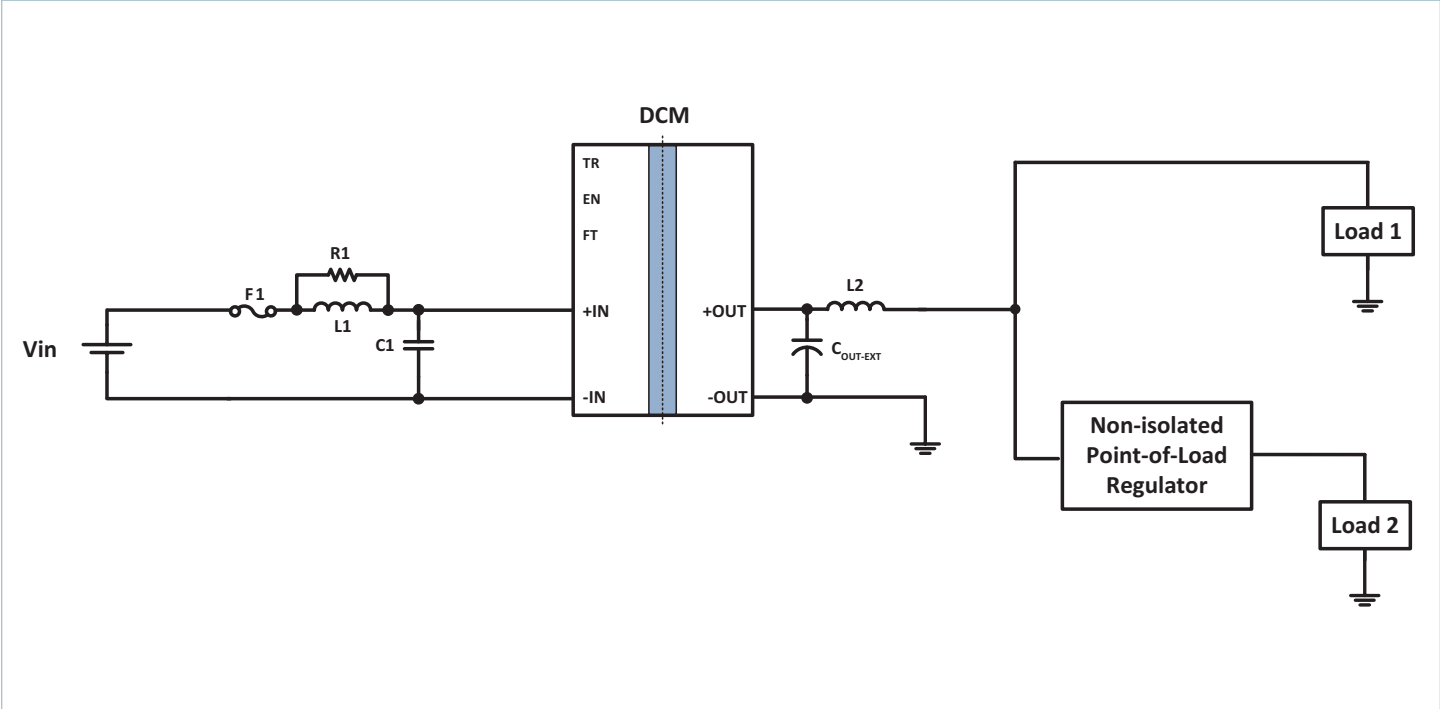 DCM
TR
EN
FT
R1
F1
L1
Vin
C1
+IN
-IN
+OUT
-OUT
L2
COUT-EXT
Load 1
Non-isolated
Point-of-Load
Regulator
Load 2